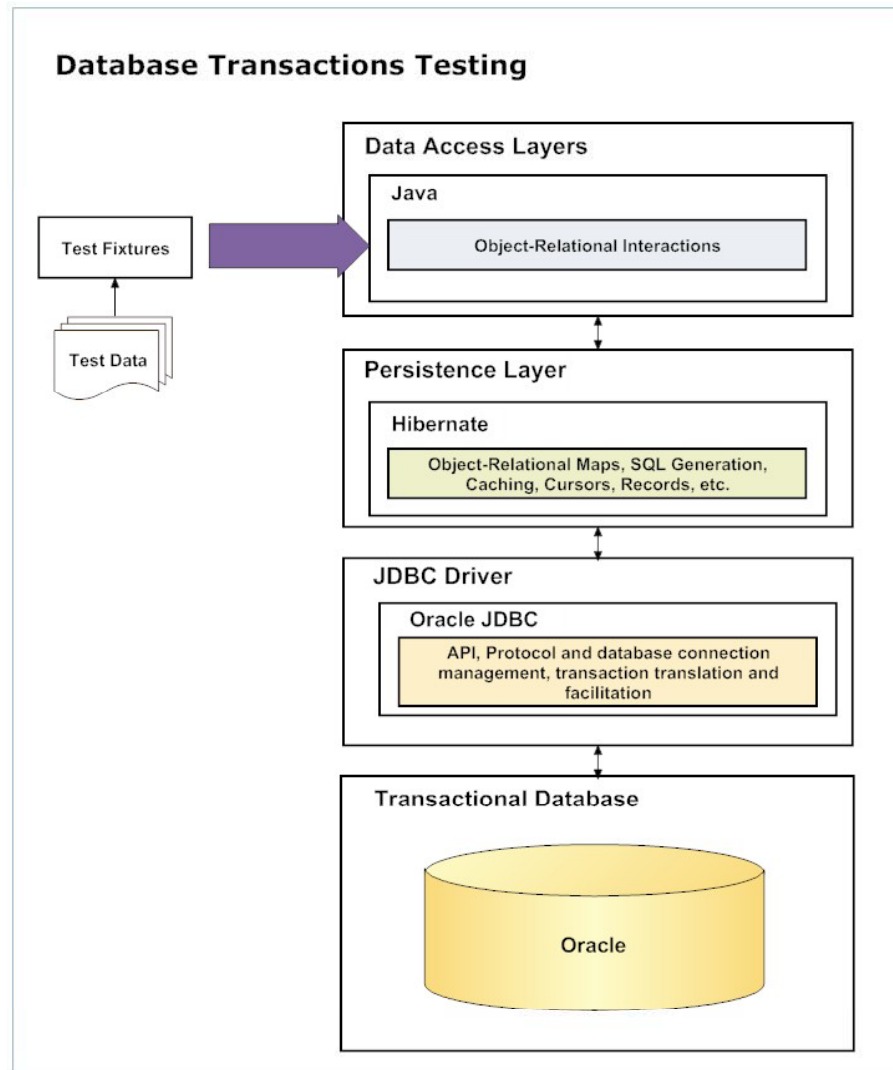 Database Transactions Testing
Data Access Layers
Java
Object-Relational Interactions
Test Fixtures
Test Data
Persistence Layer
Hibernate
Object-Relational Maps, SQL Generation,
Caching, Cursors, Records, etc.
JDBC Driver
Oracle JDBC
API, Protocol and database connection
management, transaction translation and
facilitation
Transactional Database
Oracle